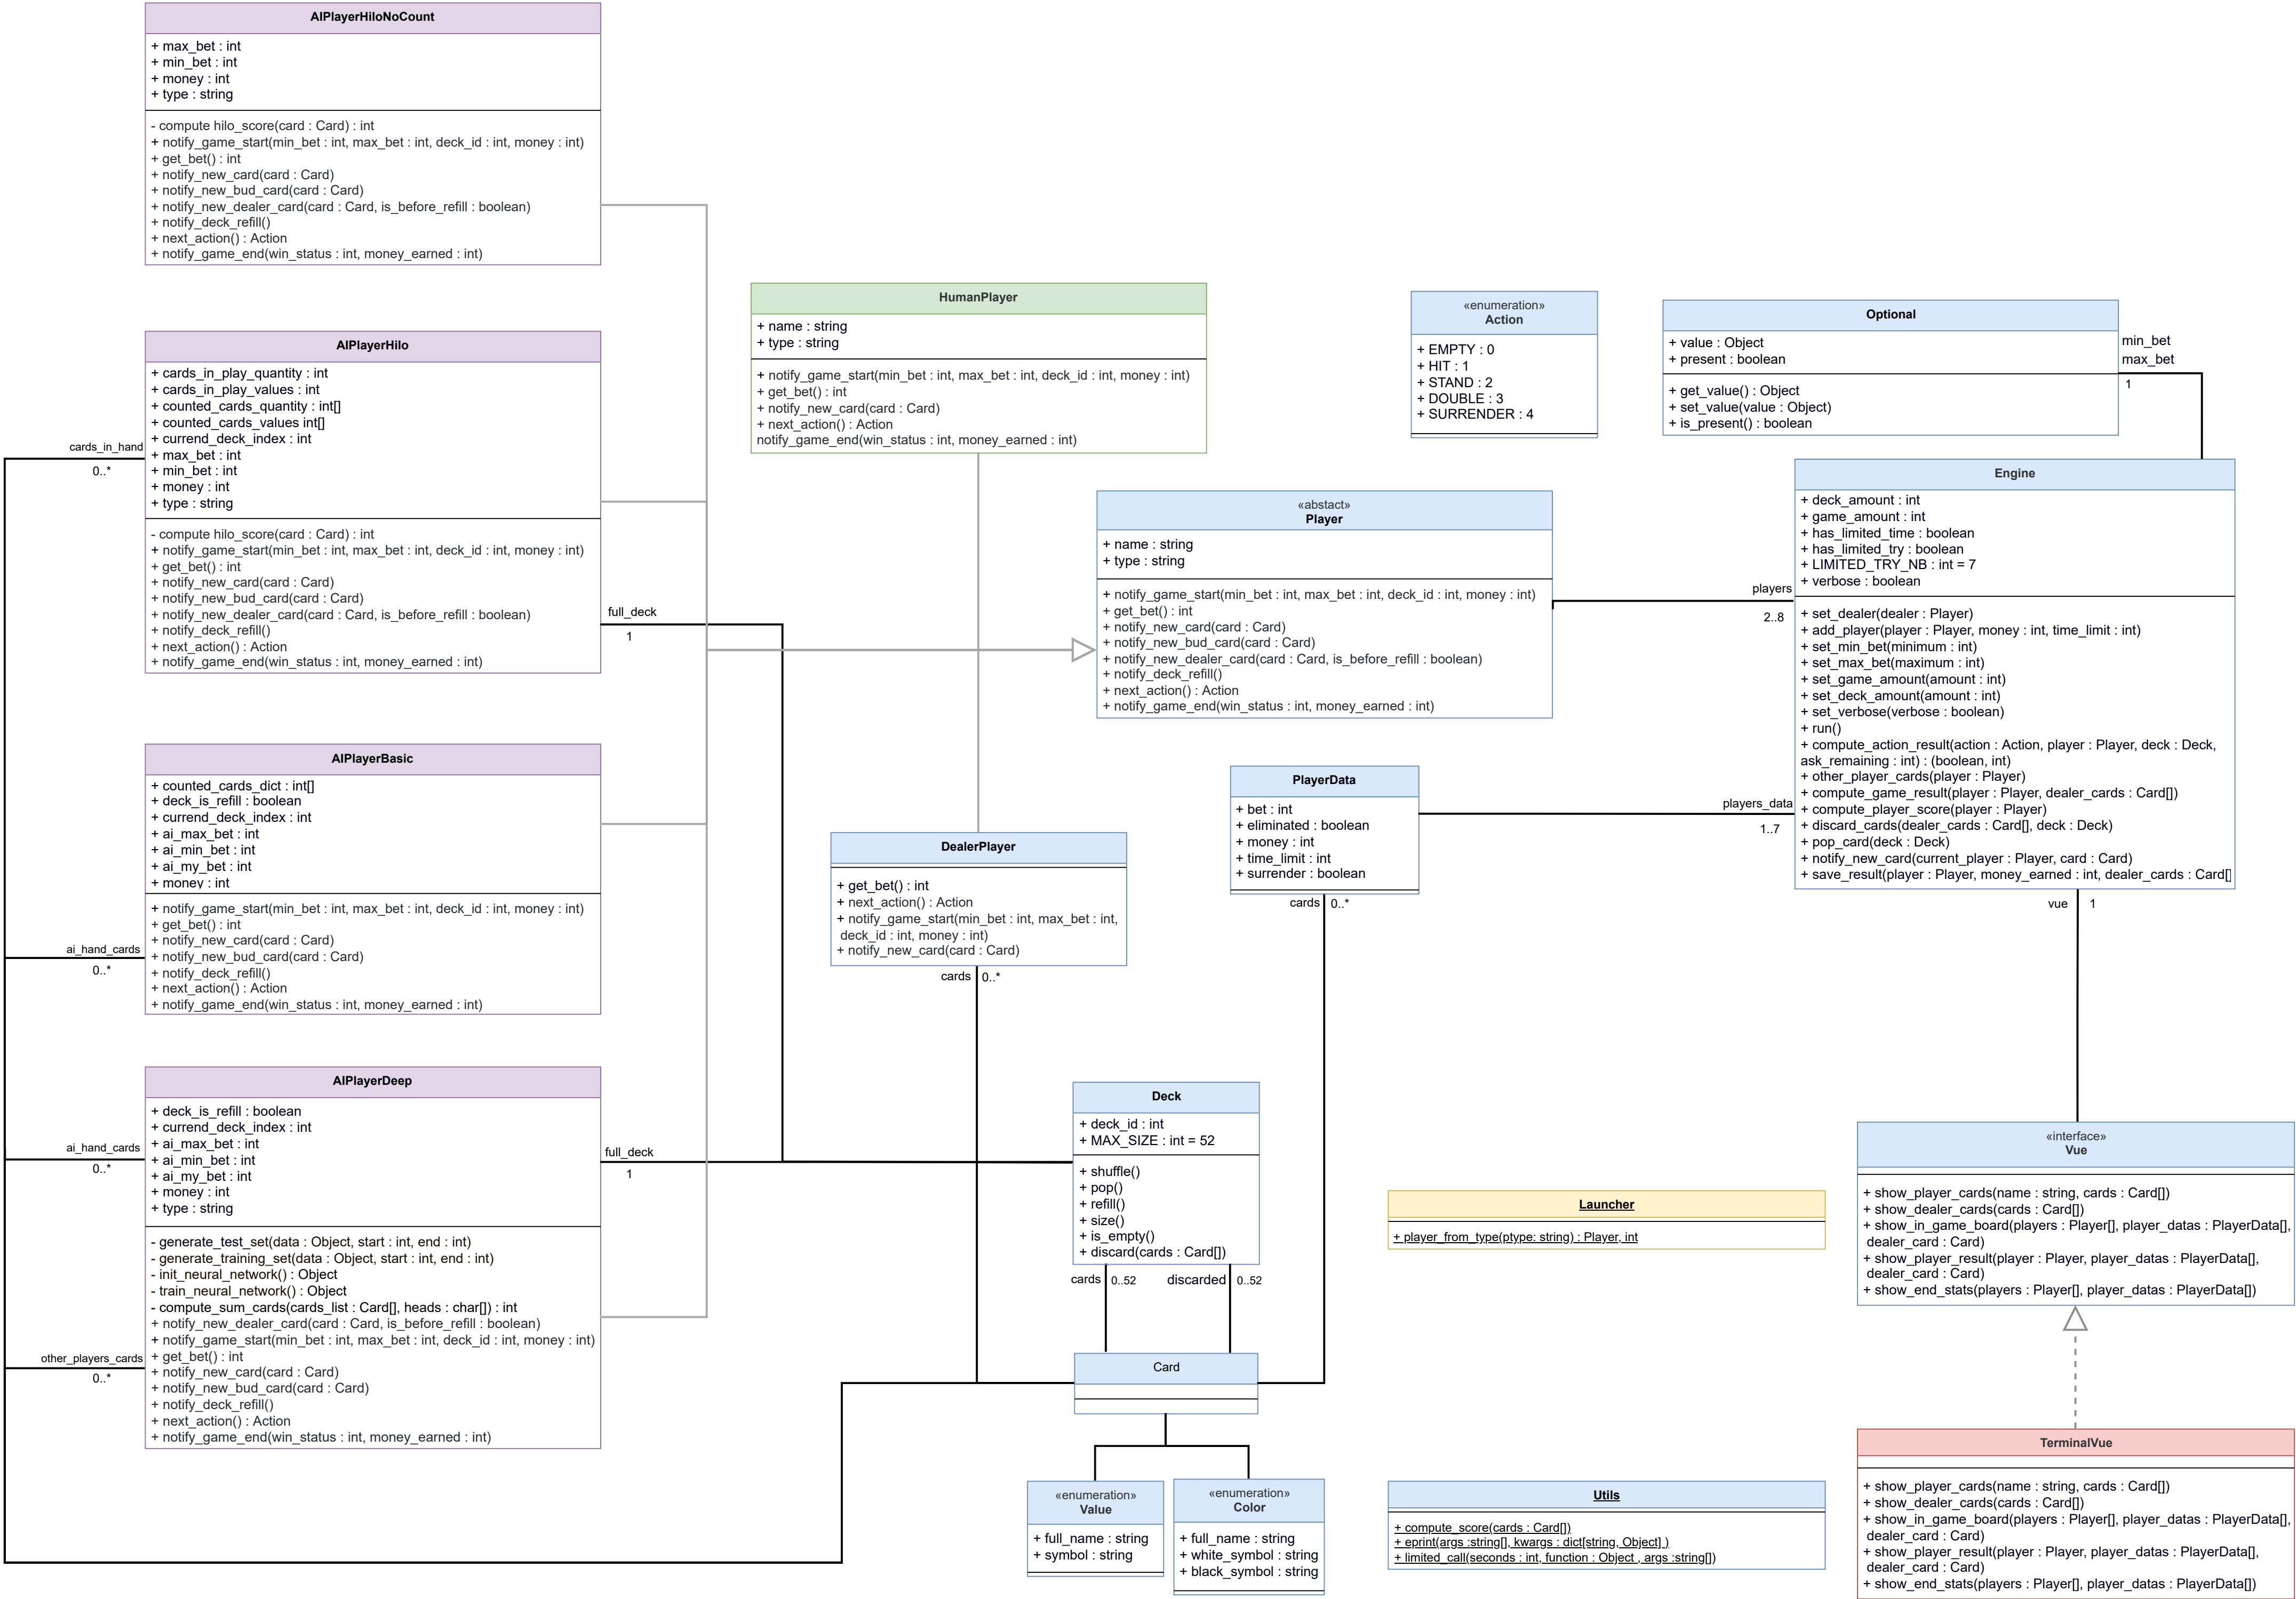 AIPlayerHiloNoCount
+ max_bet : int
+ min_bet : int
+ money : int
+ type : string
- compute hilo_score(card : Card) : int
+ notify_game_start(min_bet : int, max_bet : int, deck_id : int, money : int)
+ get_bet() : int
+ notify_new_card(card : Card)
+ notify_new_bud_card(card : Card)
+ notify_new_dealer_card(card : Card, is_before_refill : boolean)
+ notify_deck_refill()
+ next_action() : Action
+ notify_game_end(win_status : int, money_earned : int)
AIPlayerHilo
+ cards_in_play_quantity : int
+ cards_in_play_values : int
+ counted_cards_quantity : int[]
+ counted_cards_values int[]
+ currend_deck_index : int
+ max_bet : int
+ min_bet : int
+ money : int
+ type : string
- compute hilo_score(card : Card) : int
+ notify_game_start(min_bet : int, max_bet : int, deck_id : int, money : int)
+ get_bet() : int
+ notify_new_card(card : Card)
+ notify_new_bud_card(card : Card)
+ notify_new_dealer_card(card : Card, is_before_refill : boolean)
+ notify_deck_refill()
+ next_action() : Action
+ notify_game_end(win_status : int, money_earned : int)
cards_in_hand
0..*
full_deck
1
AIPlayerBasic
+ counted_cards_dict : int[]
+ deck_is_refill : boolean
+ currend_deck_index : int
+ ai_max_bet : int
+ ai_min_bet : int
+ ai_my_bet : int
+ money : int
+ notify_game_start(min_bet : int, max_bet : int, deck_id : int, money : int)
+ get_bet() : int
+ notify_new_card(card : Card)
+ notify_new_bud_card(card : Card)
+ notify_deck_refill()
+ next_action() : Action
+ notify_game_end(win_status : int, money_earned : int)
ai_hand_cards
0..*
AIPlayerDeep
+ deck_is_refill : boolean
+ currend_deck_index : int
+ ai_max_bet : int
+ ai_min_bet : int
+ ai_my_bet : int
+ money : int
+ type : string
- generate_test_set(data : Object, start : int, end : int)
- generate_training_set(data : Object, start : int, end : int)
- init_neural_network() : Object
- train_neural_network() : Object
- compute_sum_cards(cards_list : Card[], heads : char[]) : int
+ notify_new_dealer_card(card : Card, is_before_refill : boolean)
+ notify_game_start(min_bet : int, max_bet : int, deck_id : int, money : int)
+ get_bet() : int
+ notify_new_card(card : Card)
+ notify_new_bud_card(card : Card)
+ notify_deck_refill()
+ next_action() : Action
+ notify_game_end(win_status : int, money_earned : int)
ai_hand_cards
0..*
other_players_cards
0..*
full_deck
1
HumanPlayer
+ name : string
+ type : string
+ notify_game_start(min_bet : int, max_bet : int, deck_id : int, money : int)
+ get_bet() : int
+ notify_new_card(card : Card)
+ next_action() : Action
notify_game_end(win_status : int, money_earned : int)
DealerPlayer
+ get_bet() : int
+ next_action() : Action
+ notify_game_start(min_bet : int, max_bet : int,
deck_id : int, money : int)
+ notify_new_card(card : Card)
cards
0..*
«abstact»
Player
+ name : string
+ type : string
+ notify_game_start(min_bet : int, max_bet : int, deck_id : int, money : int)
+ get_bet() : int
+ notify_new_card(card : Card)
+ notify_new_bud_card(card : Card)
+ notify_new_dealer_card(card : Card, is_before_refill : boolean)
+ notify_deck_refill()
+ next_action() : Action
+ notify_game_end(win_status : int, money_earned : int)
«enumeration»
Action
+ EMPTY : 0
+ HIT : 1
+ STAND : 2
+ DOUBLE : 3
+ SURRENDER : 4
Optional
+ value : Object
+ present : boolean
+ get_value() : Object
+ set_value(value : Object)
+ is_present() : boolean
min_bet
max_bet
1
Engine
+ deck_amount : int
+ game_amount : int
+ has_limited_time : boolean
+ has_limited_try : boolean
+ LIMITED_TRY_NB : int = 7
+ verbose : boolean
+ set_dealer(dealer : Player)
+ add_player(player : Player, money : int, time_limit : int)
+ set_min_bet(minimum : int)
+ set_max_bet(maximum : int)
+ set_game_amount(amount : int)
+ set_deck_amount(amount : int)
+ set_verbose(verbose : boolean)
+ run()
+ compute_action_result(action : Action, player : Player, deck : Deck,
ask_remaining : int) : (boolean, int)
+ other_player_cards(player : Player)
+ compute_game_result(player : Player, dealer_cards : Card[])
+ compute_player_score(player : Player)
+ discard_cards(dealer_cards : Card[], deck : Deck)
+ pop_card(deck : Deck)
+ notify_new_card(current_player : Player, card : Card)
+ save_result(player : Player, money_earned : int, dealer_cards : Card[]
players
2..8
players_data
1..7
vue
1
PlayerData
+ bet : int
+ eliminated : boolean
+ money : int
+ time_limit : int
+ surrender : boolean
cards
0..*
Deck
+ deck_id : int
+ MAX_SIZE : int = 52
+ shuffle()
+ pop()
+ refill()
+ size()
+ is_empty()
+ discard(cards : Card[])
cards
0..52
discarded
0..52
Card
«enumeration»
Value
+ full_name : string
+ symbol : string
«enumeration»
Color
+ full_name : string
+ white_symbol : string
+ black_symbol : string
Launcher
+ player_from_type(ptype: string) : Player, int
Utils
+ compute_score(cards : Card[])
+ eprint(args :string[], kwargs : dict[string, Object] )
+ limited_call(seconds : int, function : Object , args :string[])
«interface»
Vue
+ show_player_cards(name : string, cards : Card[])
+ show_dealer_cards(cards : Card[])
+ show_in_game_board(players : Player[], player_datas : PlayerData[],
dealer_card : Card)
+ show_player_result(player : Player, player_datas : PlayerData[],
dealer_card : Card)
+ show_end_stats(players : Player[], player_datas : PlayerData[])
TerminalVue
+ show_player_cards(name : string, cards : Card[])
+ show_dealer_cards(cards : Card[])
+ show_in_game_board(players : Player[], player_datas : PlayerData[],
dealer_card : Card)
+ show_player_result(player : Player, player_datas : PlayerData[],
dealer_card : Card)
+ show_end_stats(players : Player[], player_datas : PlayerData[])